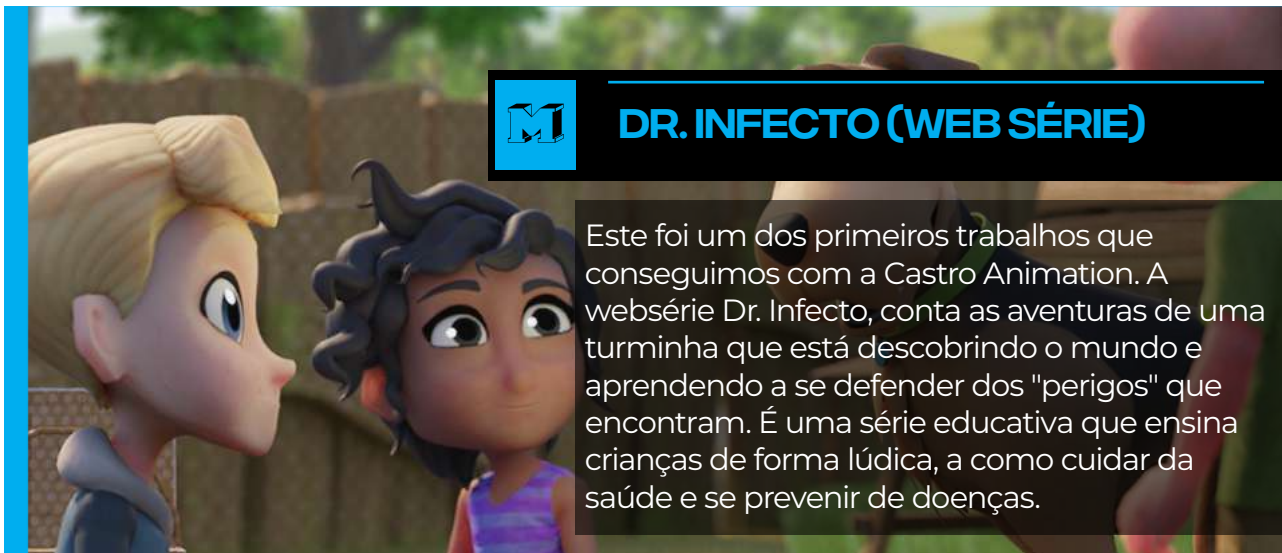 M
DR. INFECTO (WEB SÉRIE)
Este foi um dos primeiros trabalhos que
conseguimos com a Castro Animation. A
websérie Dr. Infecto, conta as aventuras de uma
turminha que está descobrindo o mundo e
aprendendo a se defender dos "perigos" que
encontram. É uma série educativa que ensina
crianças de forma lúdica, a como cuidar da
saúde e se prevenir de doenças.